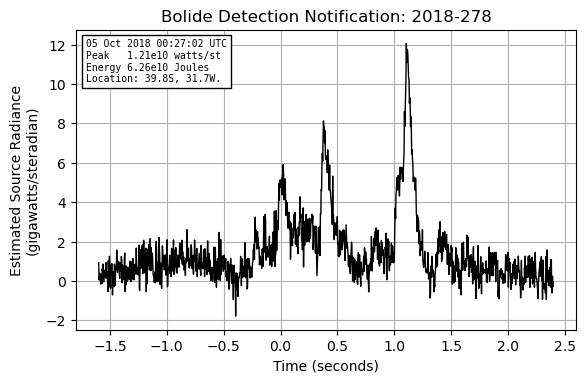 Bolide Detection Notification: 2018-278
05 Oct 2018 00:27:02 UTC
Peak   1.21e10 watts/st
Energy 6.26e10 Joules
Location: 39.8S, 31.7W.
Estimated Source Radiance
(gigawatts/steradian)
12
10
8
6
4
2
0
−2
−1.5 −1.0 −0.5 0.0 0.5 1.0 1.5 2.0 2.5
Time (seconds)